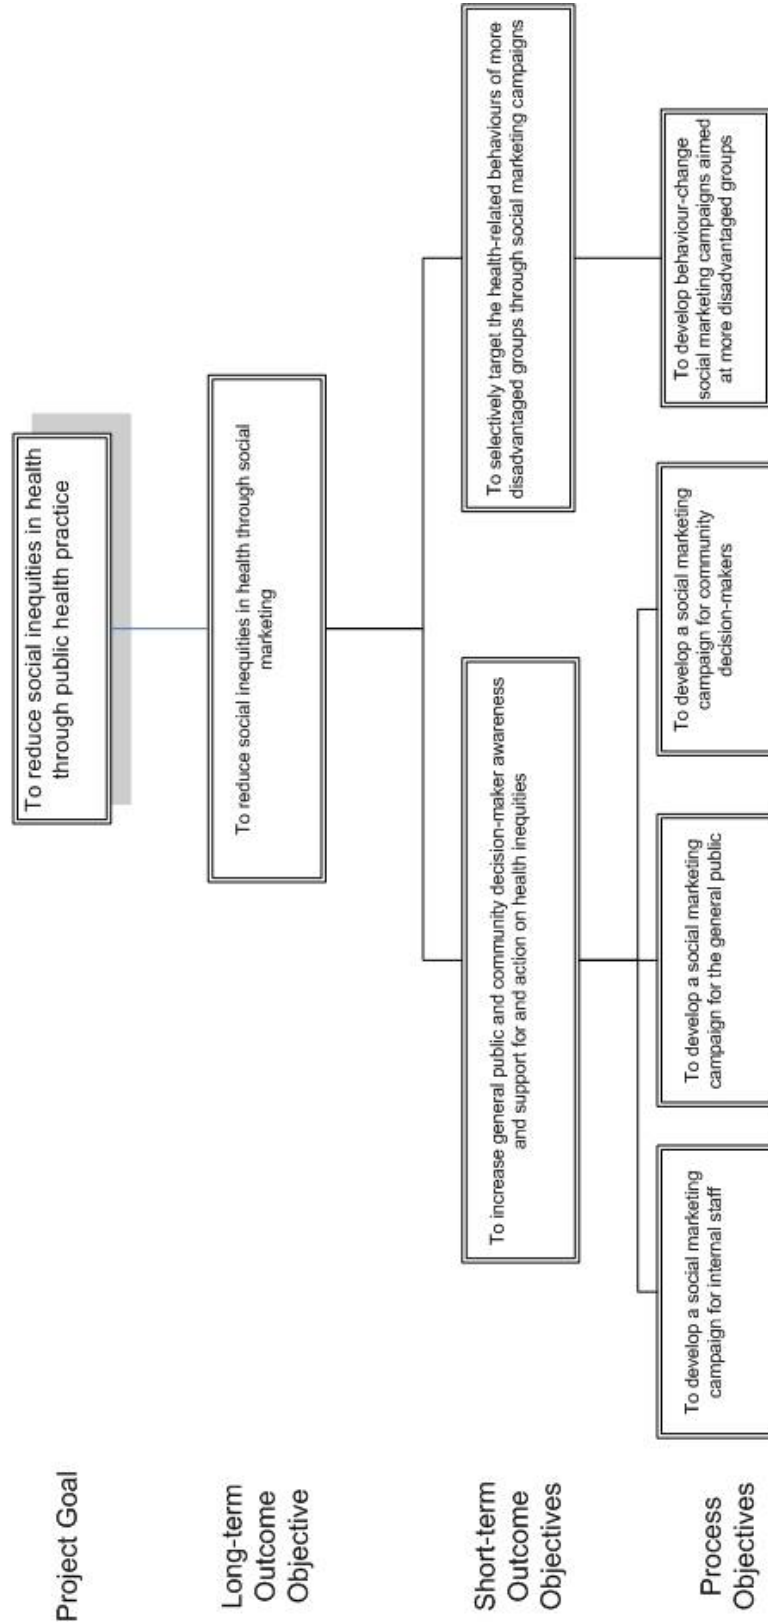 Project Goal
To reduce social inequities in health
through public health practice
Long-term
Outcome
Objective
To reduce social inequities in health through social
marketing
Short-term
Outcome
Objectives
To increase general public and community decision-maker awareness
and support for and action on health inequities
To selectively target the health-related behaviours of more
disadvantaged groups through social marketing campaigns
Process
Objectives
To develop a social marketing
campaign for internal staff
To develop a social marketing
campaign for the general public
To develop a social marketing
campaign for community
decision-makers
To develop behaviour-change
social marketing campaigns aimed
at more disadvantaged groups